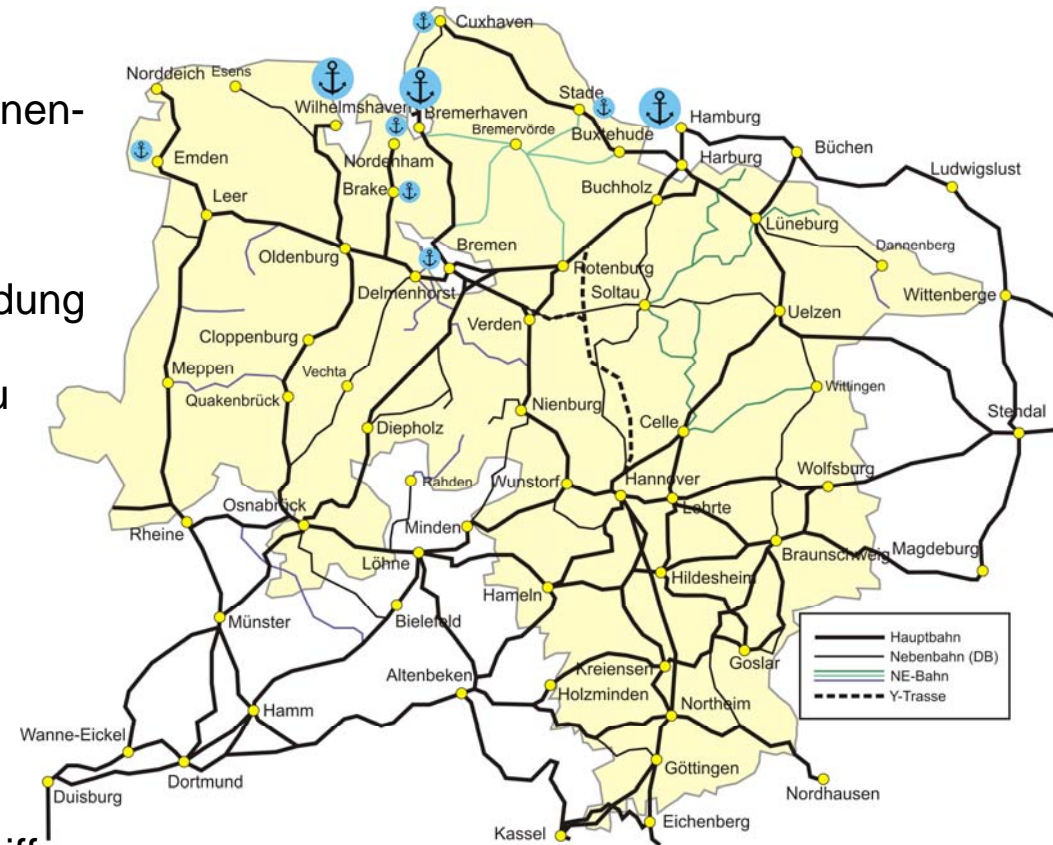 nen-
dung
u
iff
Cuxhaven
Norddeich
Esens
Stade
Wilhelmshaven
Bremerhaven
Hamburg
Bremervörde
Buxtehude
Büchen
Emden
Nordenham
Harburg
Ludwigslust
Brake
Buchholz
Leer
Lüneburg
Oldenburg
Bremen
Dannenberg
Rotenburg
Delmenhorst
Soltau
Wittenberge
Verden
Uelzen
Cloppenburg
Meppen
Vechta
Wittingen
Quakenbrück
Nienburg
Stendal
Diepholz
Celle
Rahden
Wunstorf
Hannover
Wolfsburg
Osnabrück
Lehrte
Rheine
Minden
Braunschweig
Magdeburg
Löhne
Hildesheim
Hameln
Münster
Bielefeld
Hauptbahn
Nebenbahn (DB)
NE-Bahn
Y-Trasse
Altenbeken
Kreiensen
Goslar
Holzminden
Hamm
Northeim
Wanne-Eickel
Göttingen
Dortmund
Duisburg
Nordhausen
Kassel
Eichenberg